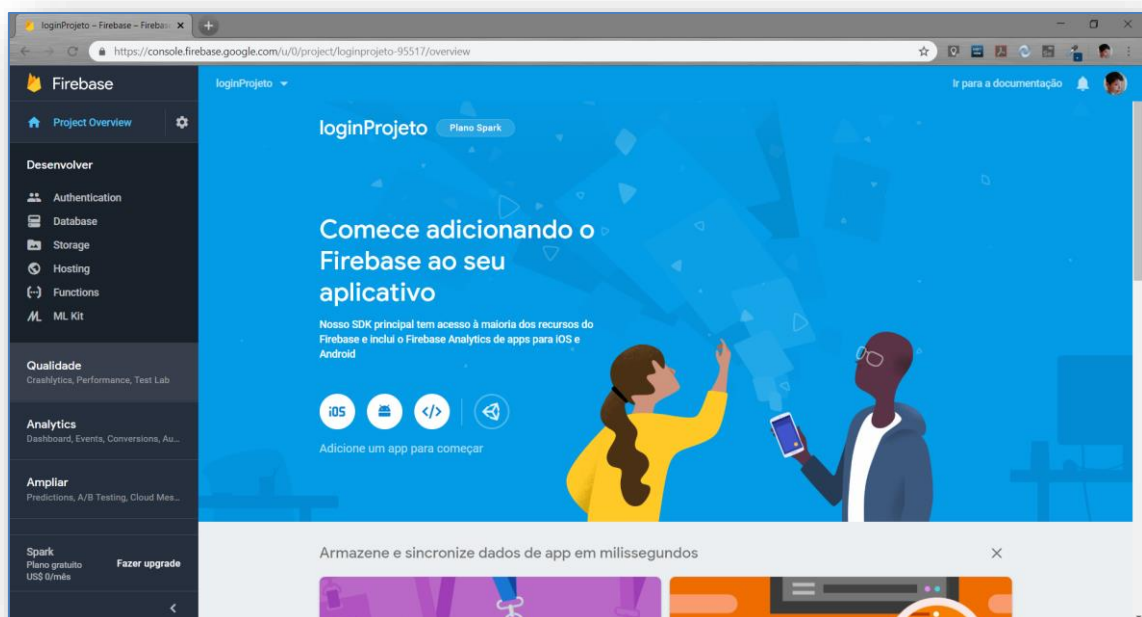 loginProjeto – Firebase – Firebas
https://console.firebase.google.com/u/0/project/loginprojeto-95517/overview
Firebase
loginProjeto
Ir para a documentação
Project Overview
loginProjeto
Plano Spark
Desenvolver
Authentication
Database
Storage
Hosting
Functions
ML Kit
Comece adicionando o
Firebase ao seu
aplicativo
Nosso SDK principal tem acesso à maioria dos recursos do
Firebase e inclui o Firebase Analytics de apps para iOS e
Android
iOS
Adicione um app para começar
Qualidade
Crashlytics, Performance, Test Lab
Analytics
Dashboard, Events, Conversions, Au...
Ampliar
Predictions, A/B Testing, Cloud Mes...
Spark
Plano gratuito
US$ 0/mês
Fazer upgrade
Armazene e sincronize dados de app em milissegundos